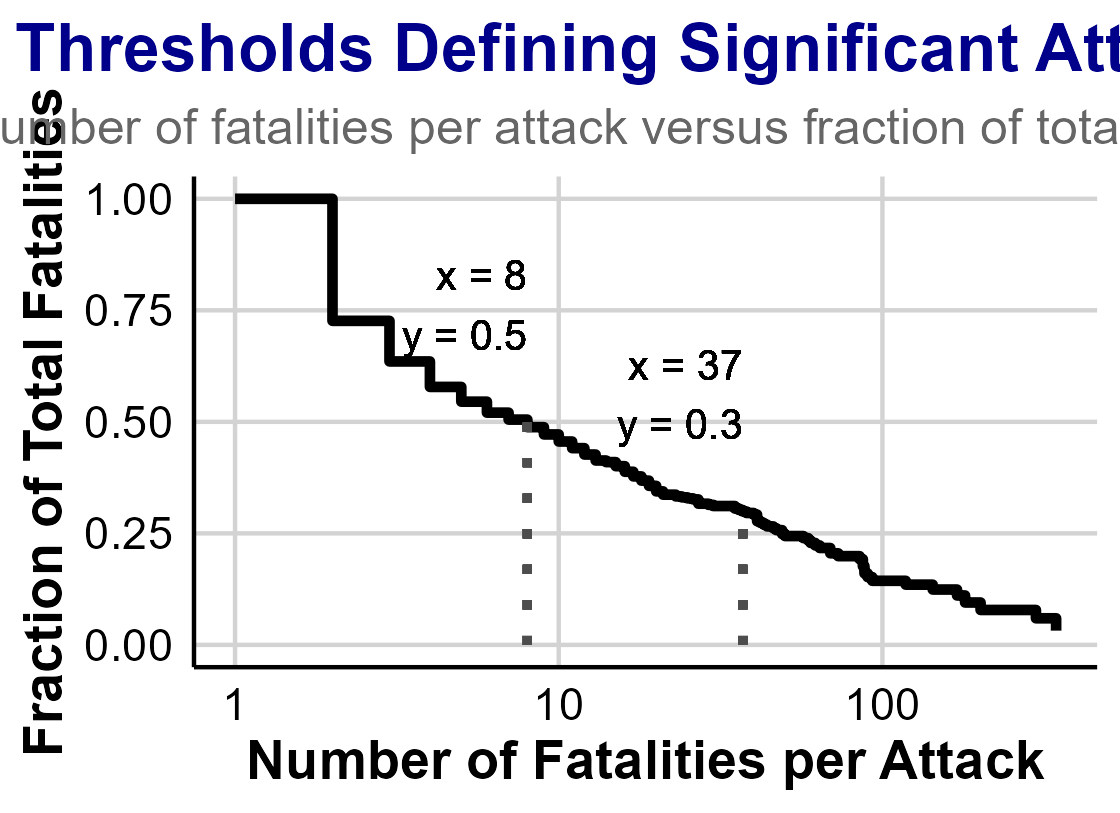 Thresholds Defining Significant Att
umber of fatalities per attack versus fraction of tota
Fraction of Total Fatalities
1.00
0.75
0.50
0.25
0.00
x = 8
y = 0.5
x = 37
y = 0.3
1 10 100
Number of Fatalities per Attack